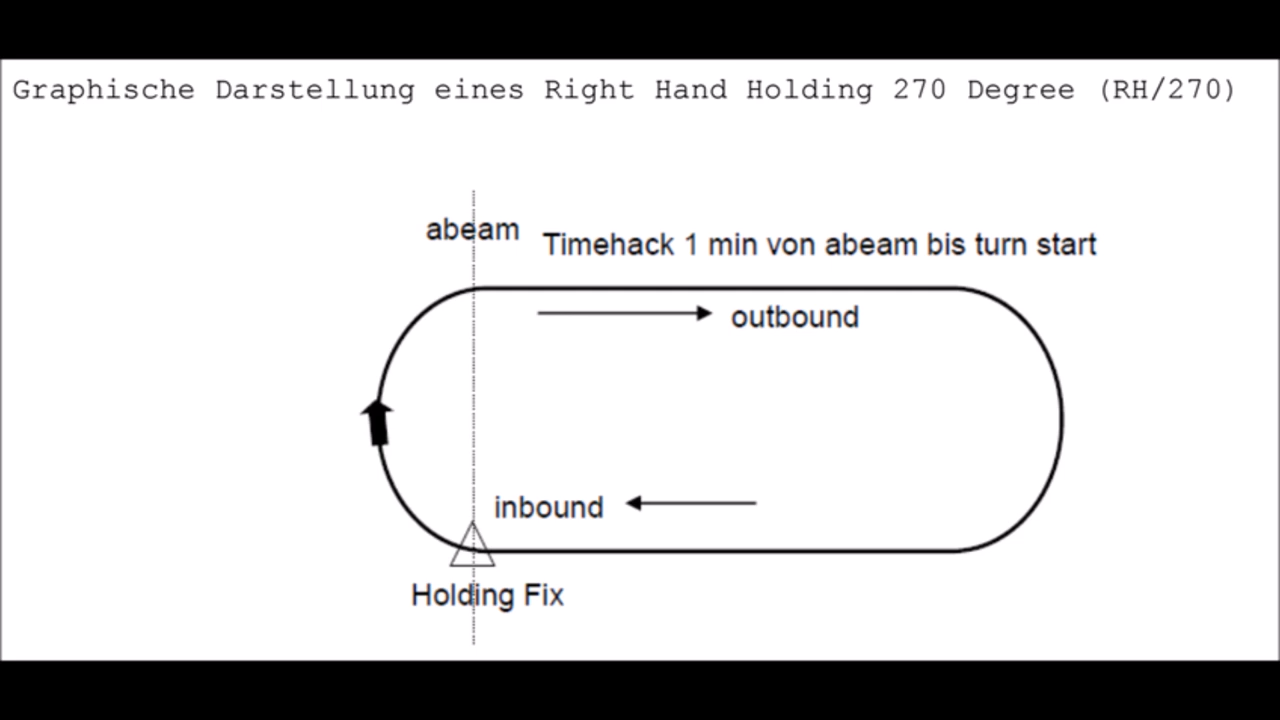 Graphische Darstellung eines Right Hand Holding 270 Degree (RH/270)
abeam
Timehack 1 min von abeam bis turn start
outbound
inbound
Holding Fix